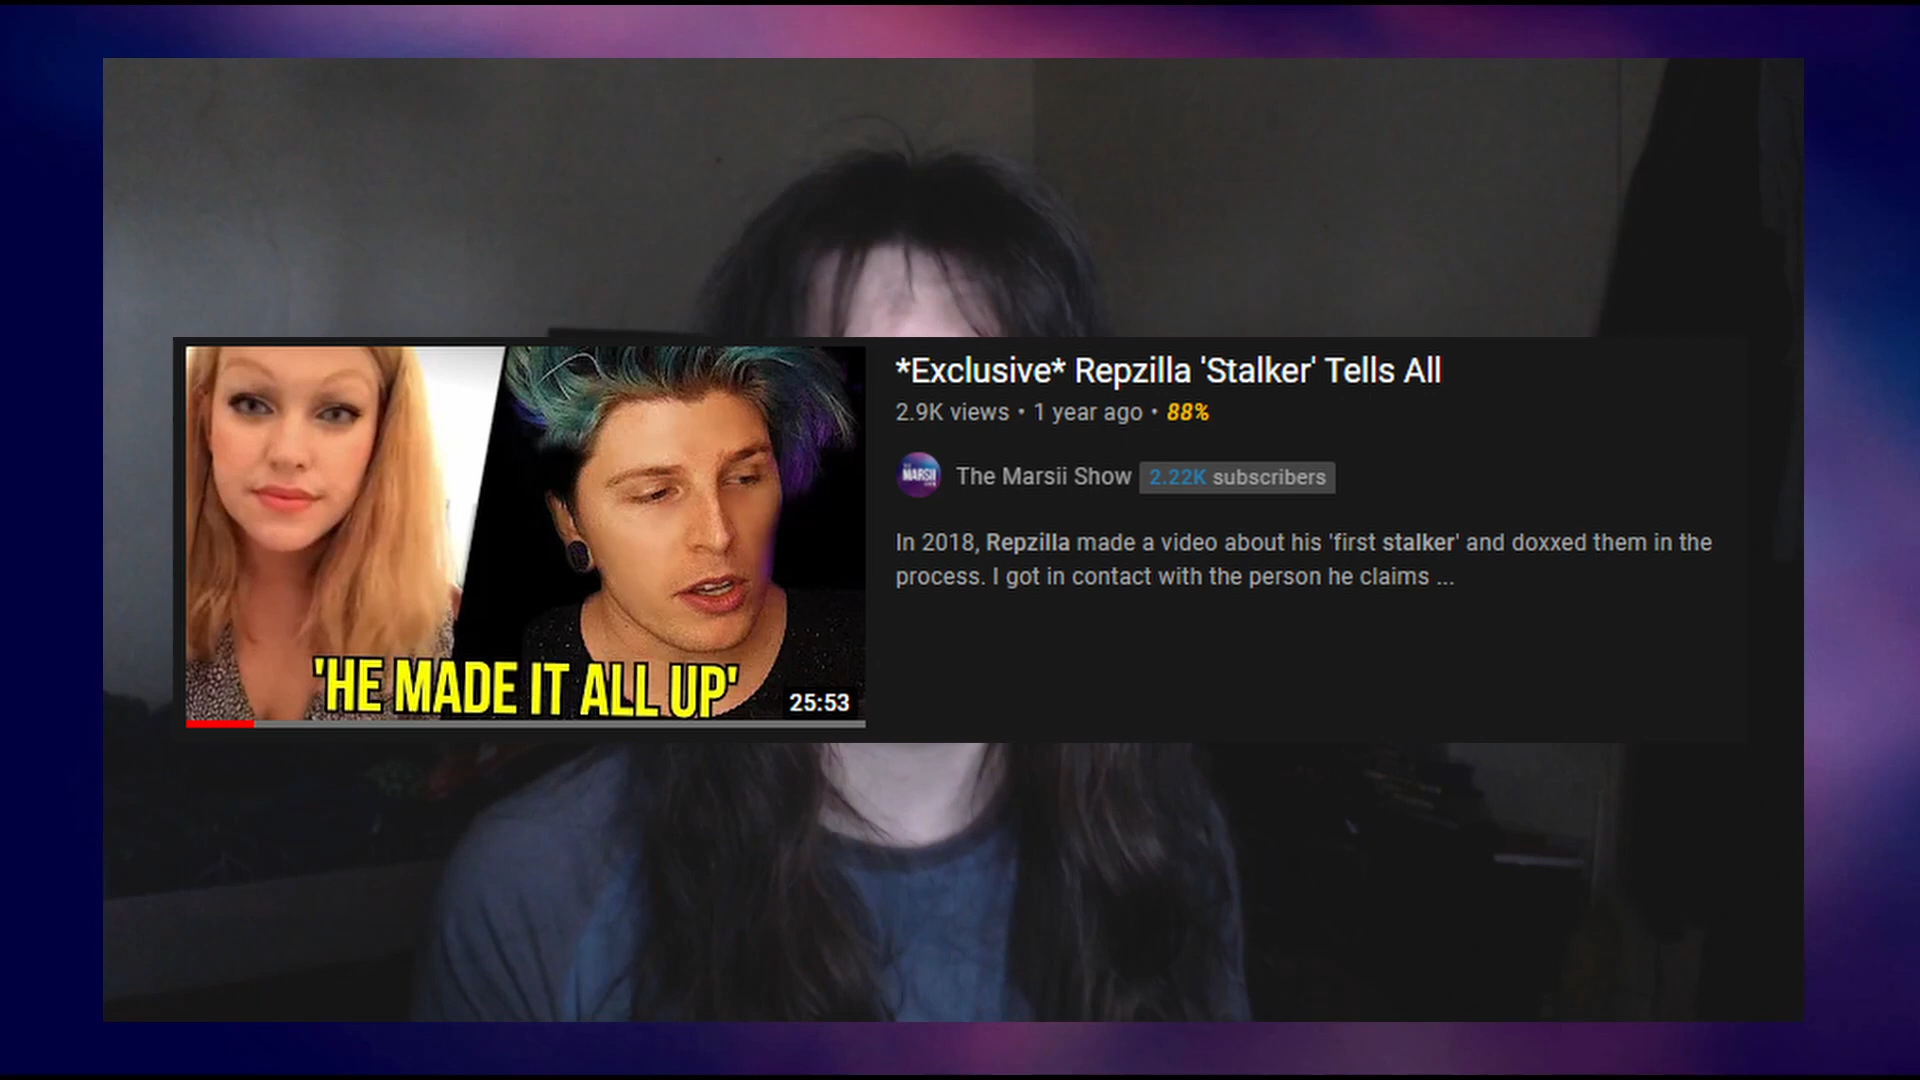 *Exclusive* Repzilla 'Stalker' Tells All
2.9K views • 1 year ago • 88%
MARSII
The Marsii Show 2.22K subscribers
In 2018, Repzilla made a video about his 'first stalker' and doxxed them in the
process. I got in contact with the person he claims ...
'HE MADE IT ALL UP'
25:53